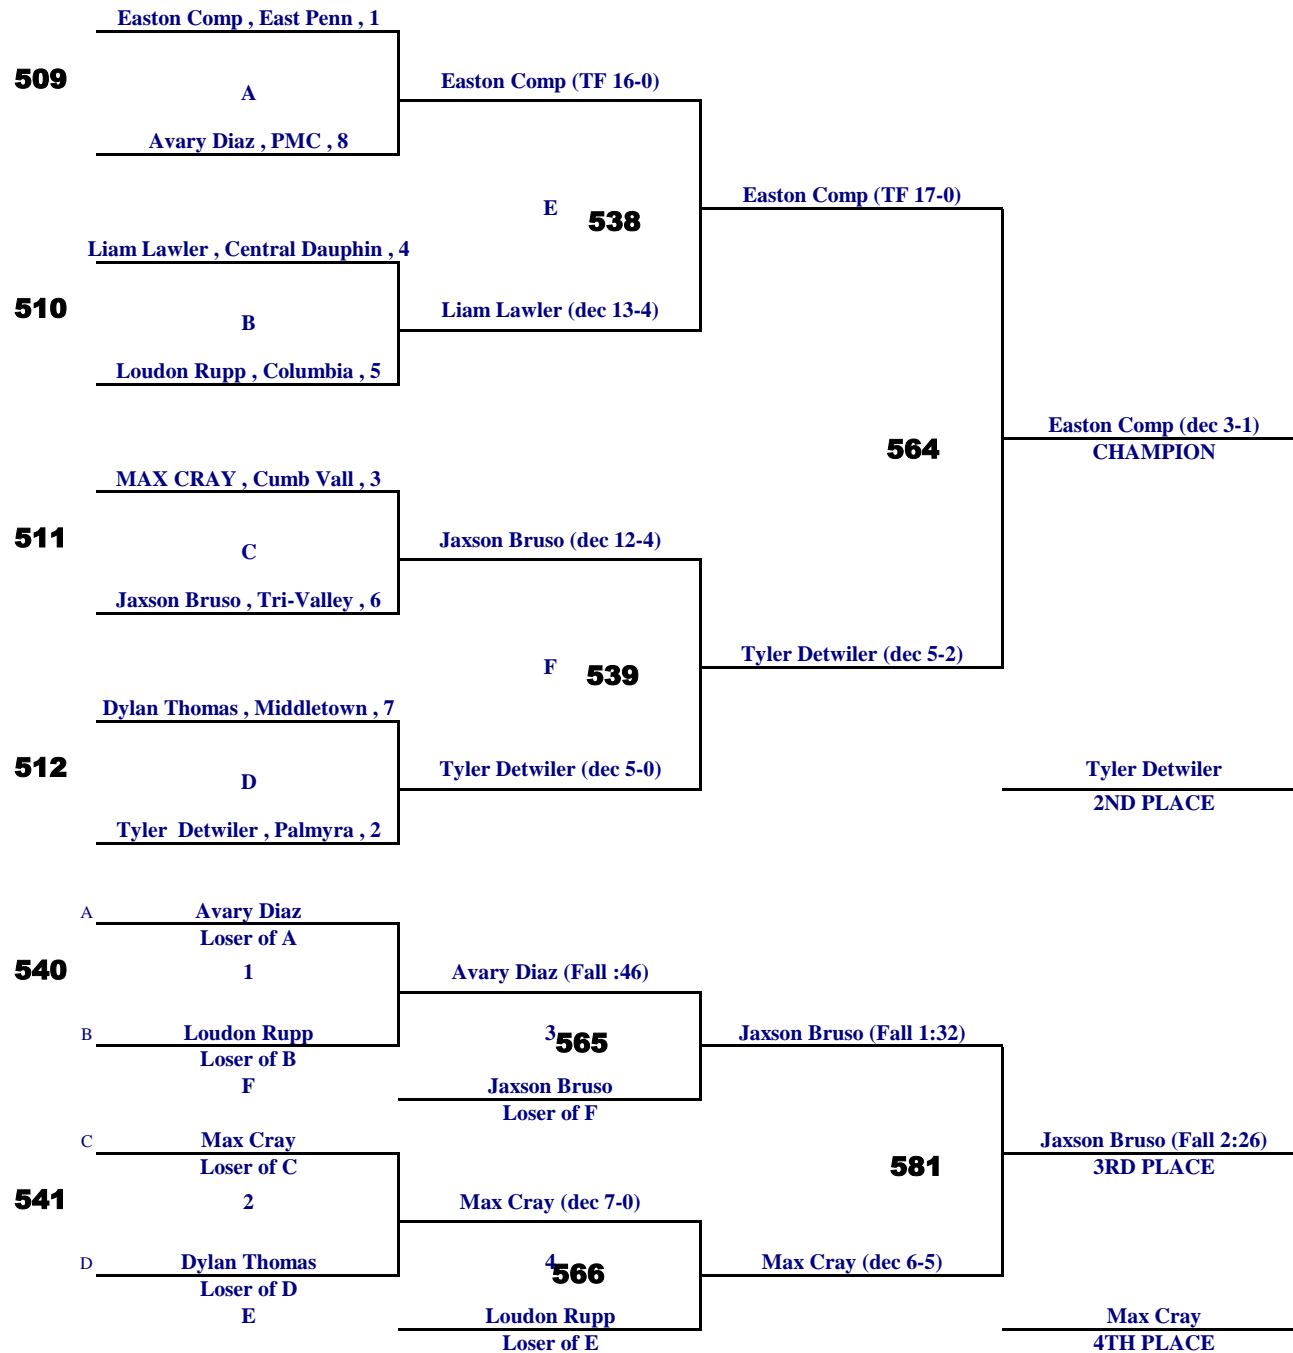 Easton Comp , East Penn , 1
509
A
Easton Comp (TF 16-0)
Avary Diaz , PMC , 8
E
538
Easton Comp (TF 17-0)
Liam Lawler , Central Dauphin , 4
510
B
Liam Lawler (dec 13-4)
Loudon Rupp , Columbia , 5
564
Easton Comp (dec 3-1)
CHAMPION
MAX CRAY , Cumb Vall , 3
511
C
Jaxson Bruso (dec 12-4)
Jaxson Bruso , Tri-Valley , 6
F
539
Tyler Detwiler (dec 5-2)
Dylan Thomas , Middletown , 7
512
D
Tyler Detwiler (dec 5-0)
Tyler Detwiler
2ND PLACE
Tyler  Detwiler , Palmyra , 2
A
Avary Diaz
Loser of A
540
1
Avary Diaz (Fall :46)
B
Loudon Rupp
Loser of B
3
565
Jaxson Bruso (Fall 1:32)
F
Jaxson Bruso
Loser of F
C
Max Cray
Loser of C
581
Jaxson Bruso (Fall 2:26)
3RD PLACE
541
2
Max Cray (dec 7-0)
D
Dylan Thomas
Loser of D
4
566
Max Cray (dec 6-5)
E
Loudon Rupp
Loser of E
Max Cray
4TH PLACE